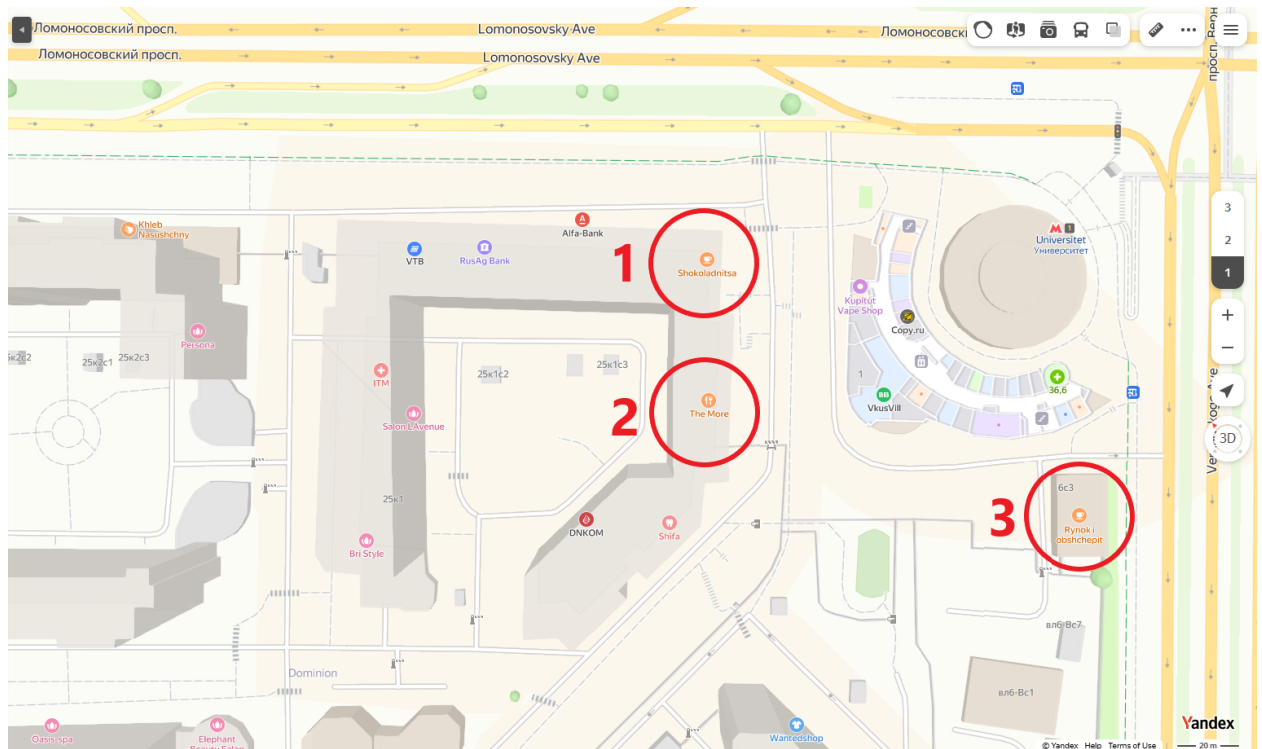 Ломоносовский просп.
Lomonosovsky Ave
Ломоносовский просп.
Lomonosovsky Ave
Khleb
Nasushchny
VTB
RusAg Bank
Alfa-Bank
1
Shokoladnitsa
Universitet
Университет
3
2
1
Kupitut
Vape Shop
Copy.ru
Persona
25к2с1
25к2с3
25к1с2
25к1с3
ITM
Salon L'Avenue
2
The More
1
VkusVill
36,6
3D
25к1
DNKOM
Shifa
Bri Style
3
6с3
Rynok i
obshchepit
вл6-Вс7
вл6-Вс1
Dominion
Oasis spa
Elephant
Beauty Salon
Wantedshop
Yandex
© Yandex Help Terms of Use
20 m